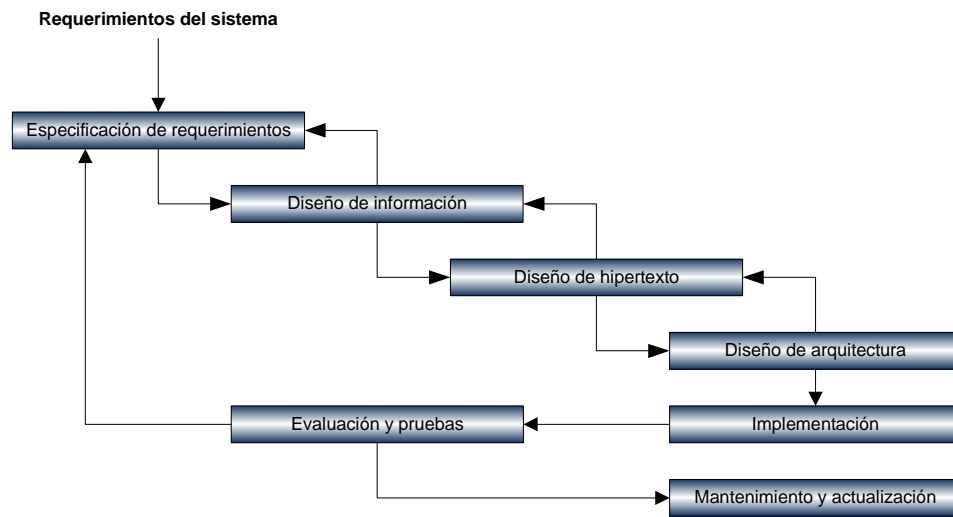 Requerimientos del sistema
Especificación de requerimientos
Diseño de información
Diseño de hipertexto
Diseño de arquitectura
Evaluación y pruebas
Implementación
Mantenimiento y actualización